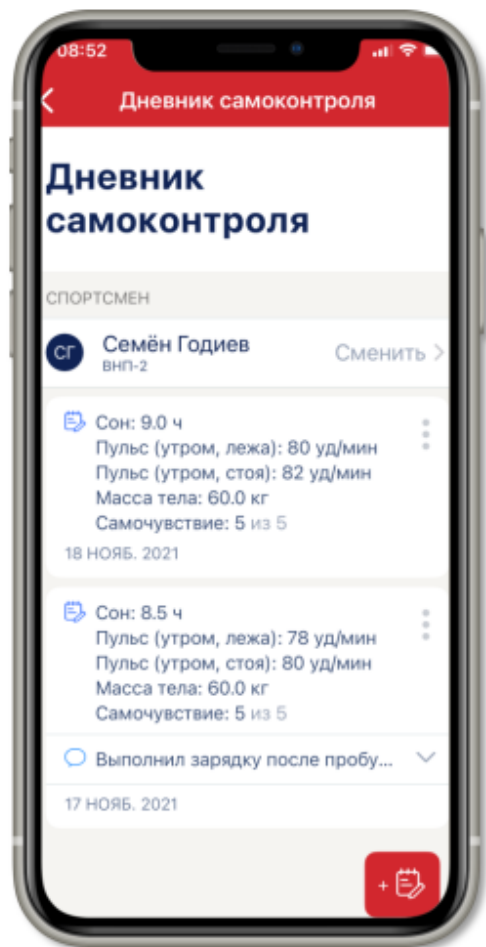 08:52
Дневник самоконтроля
Дневник
самоконтроля
СПОРТСМЕН
СГ
Семён Годиев
ВНП-2
Сменить
Сон: 9.0 ч
Пульс (утром, лежа): 80 уд/мин
Пульс (утром, стоя): 82 уд/мин
Масса тела: 60.0 кг
Самочувствие: 5 из 5
18 НОЯБ. 2021
Сон: 8.5 ч
Пульс (утром, лежа): 78 уд/мин
Пульс (утром, стоя): 80 уд/мин
Масса тела: 60.0 кг
Самочувствие: 5 из 5
Выполнил зарядку после пробу...
17 НОЯБ. 2021
+